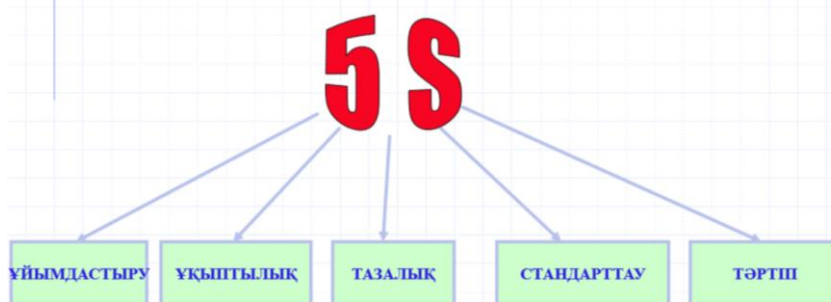 5 S
ҰЙЫМДАСТЫРУ
ҰҚЫПТЫЛЫҚ
ТАЗАЛЫҚ
СТАНДАРТТАУ
ТӘРТІП